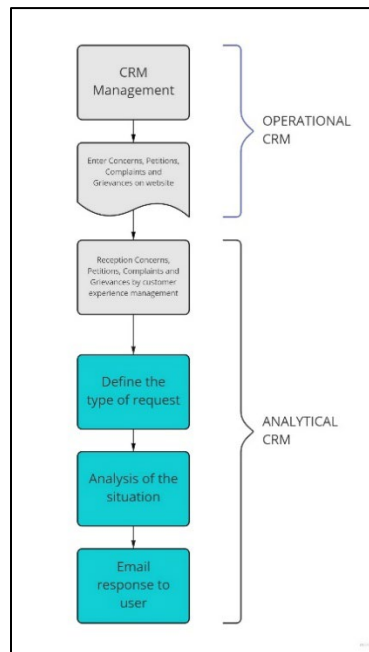 CRM
Management
OPERATIONAL
CRM
Enter Concerns, Petitions,
Complaints and
Grievances on website
Reception Concerns,
Petitions, Complaints and
Grievances by customer
experience management
Define the
type of request
ANALYTICAL
CRM
Analysis of the
situation
Email
response to
user